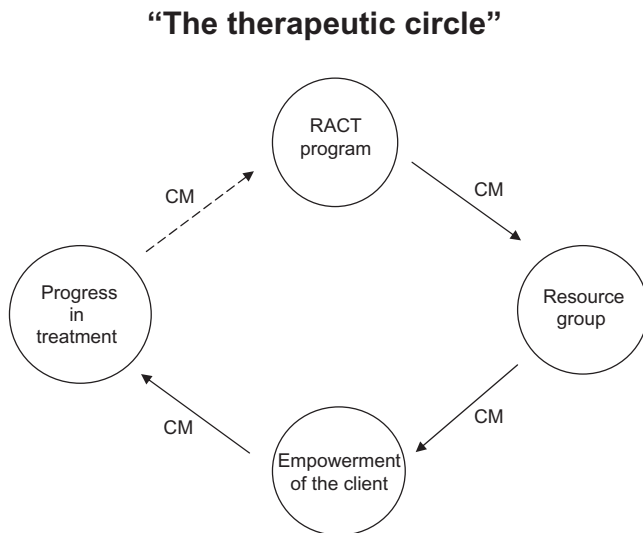 “The therapeutic circle”
RACT
program
CM
CM
Progress
in
treatment
Resource
group
CM
CM
Empowerment
of the client